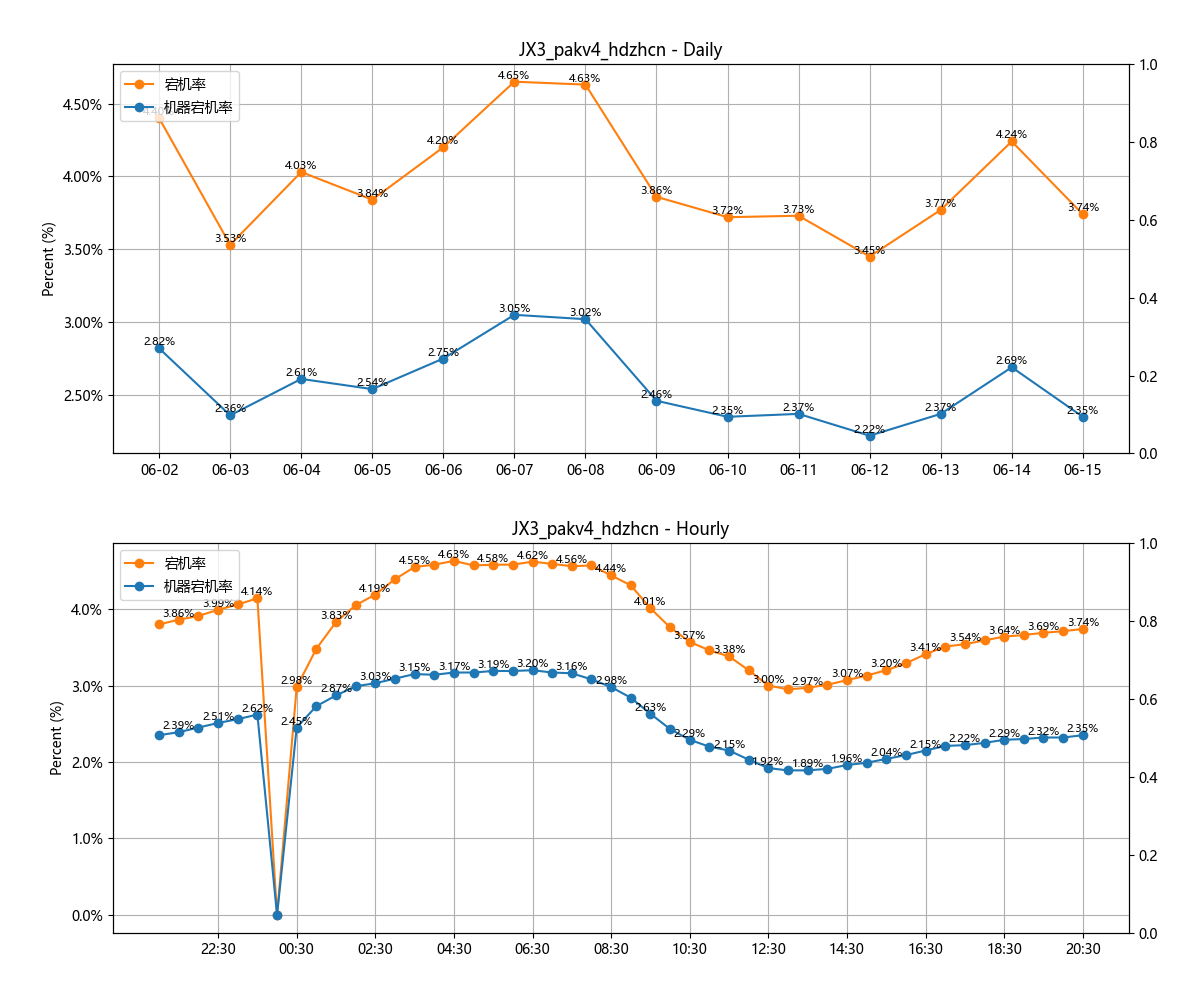 JX3_pakv4_hdzhcn - Daily
宕机率
机器宕机率
4.65% 4.63% 4.20% 4.03% 3.84% 3.53% 3.86% 3.72% 3.73% 3.45% 3.77% 4.24% 3.74%
2.82% 2.36% 2.61% 2.54% 2.75% 3.05% 3.02% 2.46% 2.35% 2.37% 2.22% 2.37% 2.69% 2.35%
Percent (%)
4.50%
4.00%
3.50%
3.00%
2.50%
1.0
0.8
0.6
0.4
0.2
0.0
06-02 06-03 06-04 06-05 06-06 06-07 06-08 06-09 06-10 06-11 06-12 06-13 06-14 06-15
JX3_pakv4_hdzhcn - Hourly
宕机率
机器宕机率
3.86% 3.99% 4.14% 2.98% 3.83% 4.19% 4.55% 4.63% 4.58% 4.62% 4.56% 4.44% 4.01% 3.57% 3.38% 3.00% 2.97% 3.07% 3.20% 3.41% 3.54% 3.64% 3.69% 3.74%
2.39% 2.51% 2.62% 2.45% 2.87% 3.03% 3.15% 3.17% 3.19% 3.20% 3.16% 2.98% 2.63% 2.29% 2.15% 1.92% 1.89% 1.96% 2.04% 2.15% 2.22% 2.29% 2.32% 2.35%
Percent (%)
4.0%
3.0%
2.0%
1.0%
0.0%
1.0
0.8
0.6
0.4
0.2
0.0
22:30 00:30 02:30 04:30 06:30 08:30 10:30 12:30 14:30 16:30 18:30 20:30